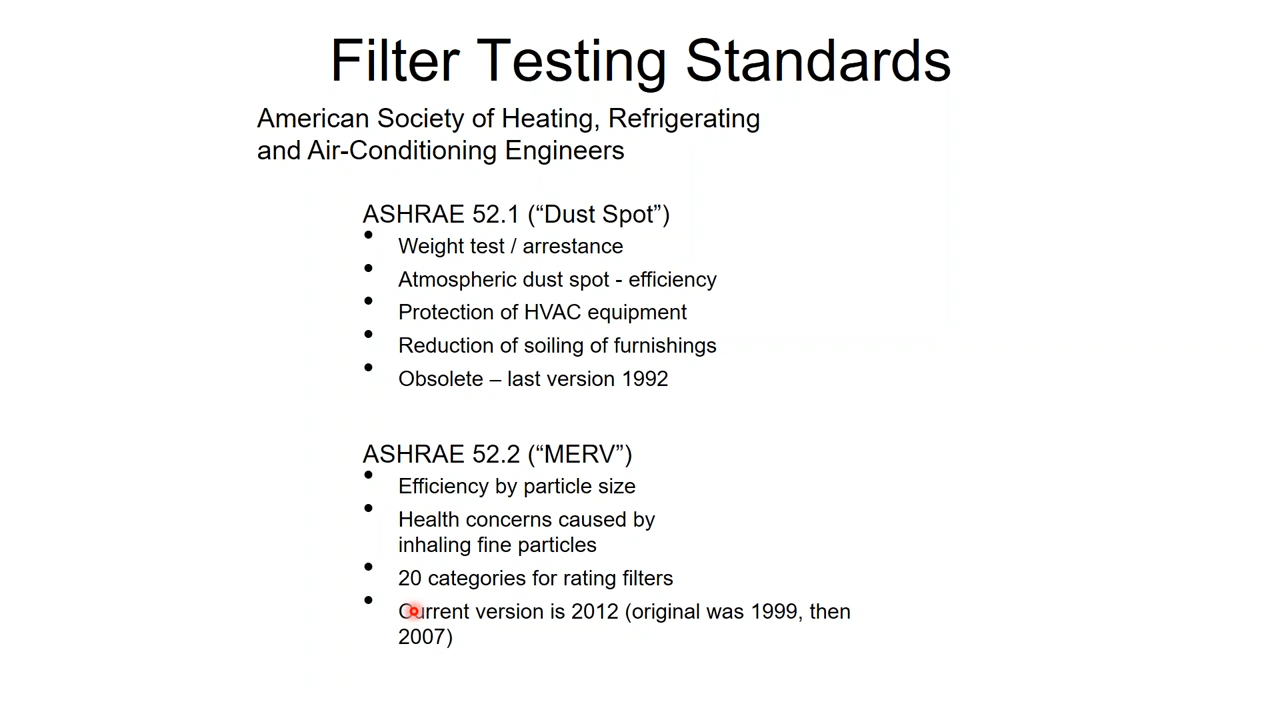 Filter Testing Standards
American Society of Heating, Refrigerating
and Air-Conditioning Engineers
ASHRAE 52.1 (“Dust Spot”)
• Weight test / arrestance
• Atmospheric dust spot - efficiency
• Protection of HVAC equipment
• Reduction of soiling of furnishings
• Obsolete – last version 1992
ASHRAE 52.2 (“MERV”)
• Efficiency by particle size
• Health concerns caused by
inhaling fine particles
• 20 categories for rating filters
• Current version is 2012 (original was 1999, then
2007)